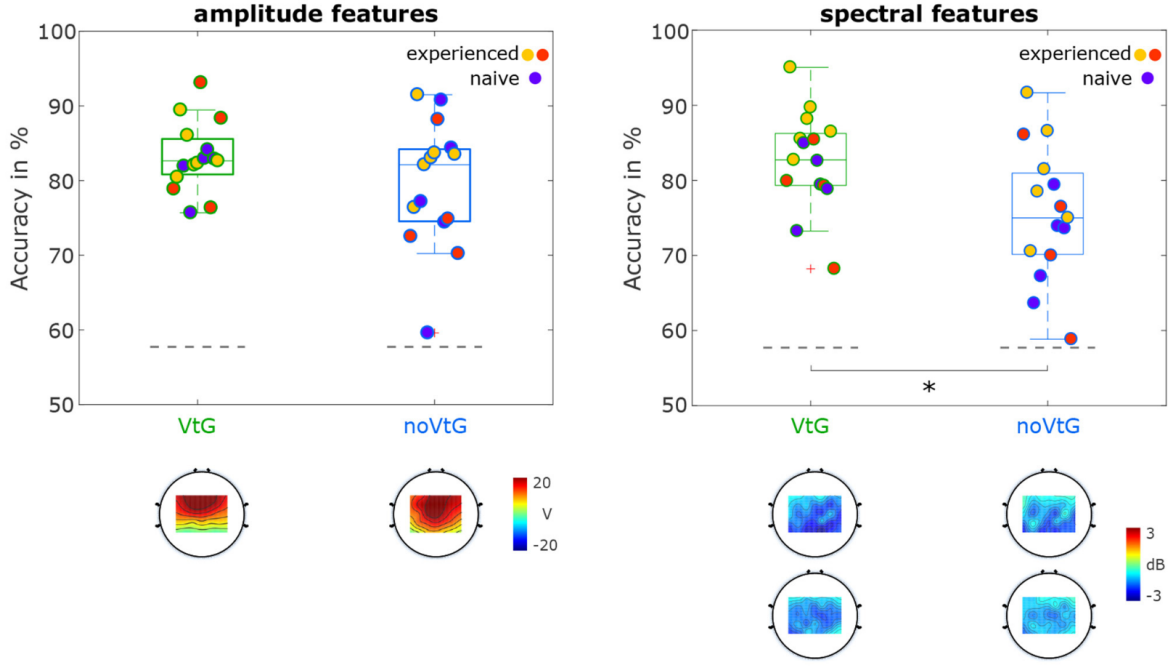 amplitude features
100
90
80
70
60
50
Accuracy in %
experienced
naive
VtG
noVtG
20
V
-20
spectral features
100
90
80
70
60
50
Accuracy in %
experienced
naive
*
VtG
noVtG
3
dB
-3